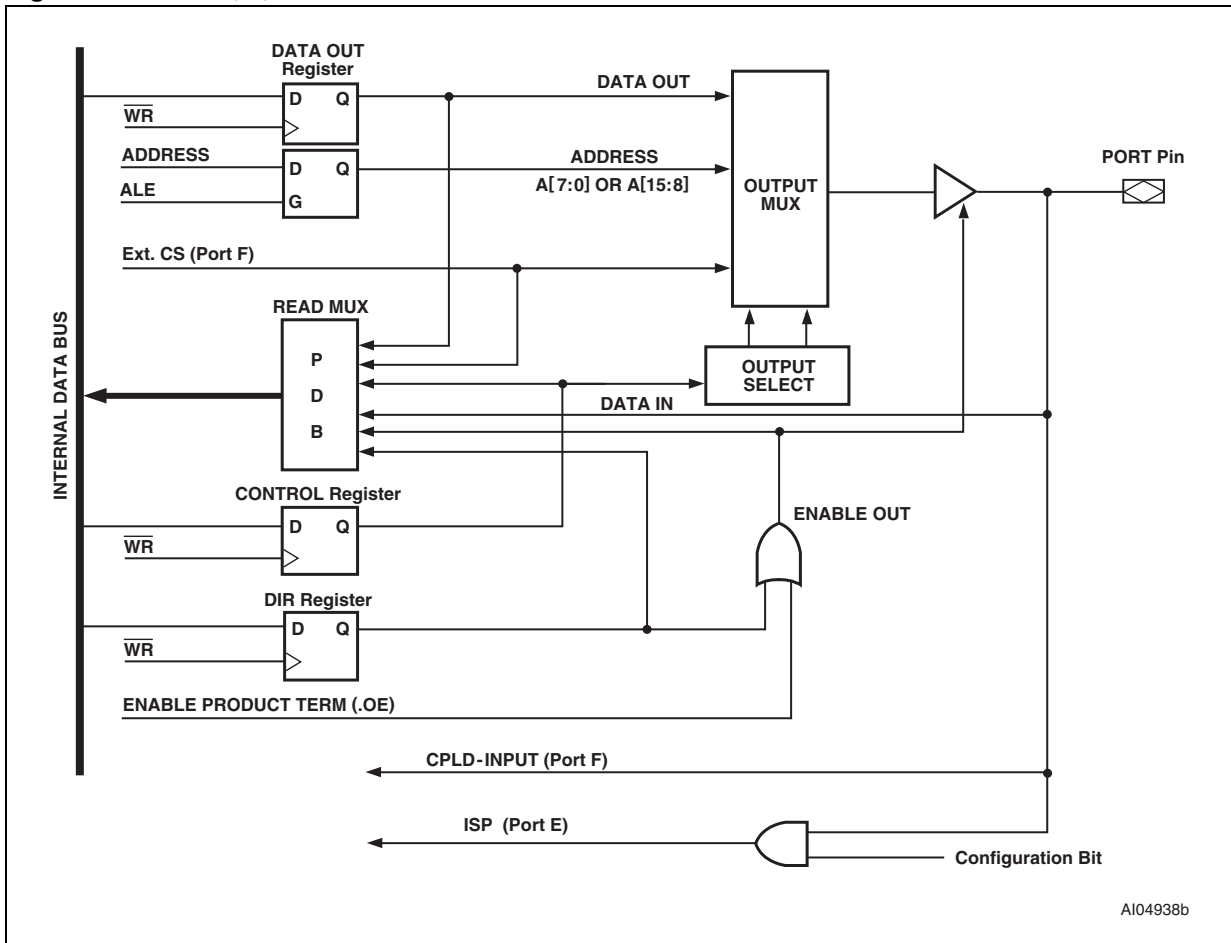 DATA OUT
Register
D Q
WR
DATA OUT
ADDRESS
D Q
ALE
G
ADDRESS
A[7:0] OR A[15:8]
OUTPUT
MUX
PORT Pin
Ext. CS (Port F)
READ MUX
P
D
B
OUTPUT
SELECT
DATA IN
INTERNAL DATA BUS
CONTROL Register
D Q
WR
ENABLE OUT
DIR Register
D Q
WR
ENABLE PRODUCT TERM (.OE)
CPLD-INPUT (Port F)
ISP (Port E)
Configuration Bit
AI04938b